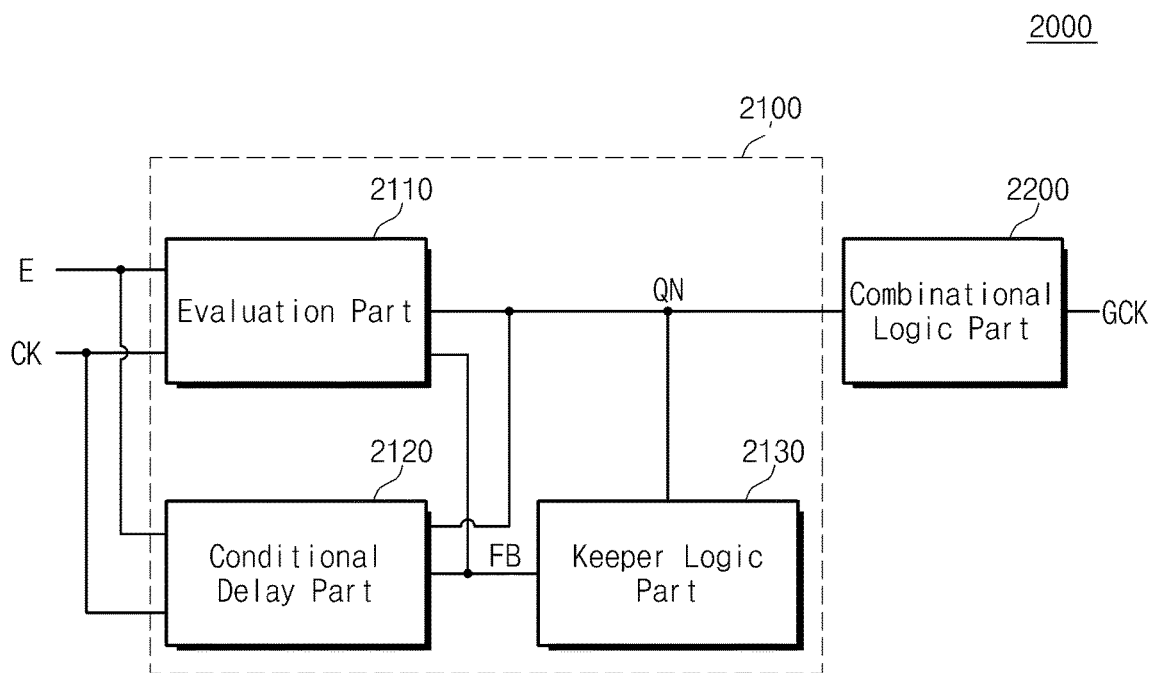 2000
2100
2110
2200
E
CK
Evaluation Part
QN
Combinational
Logic Part
GCK
2120
2130
Conditional
Delay Part
FB
Keeper Logic
Part